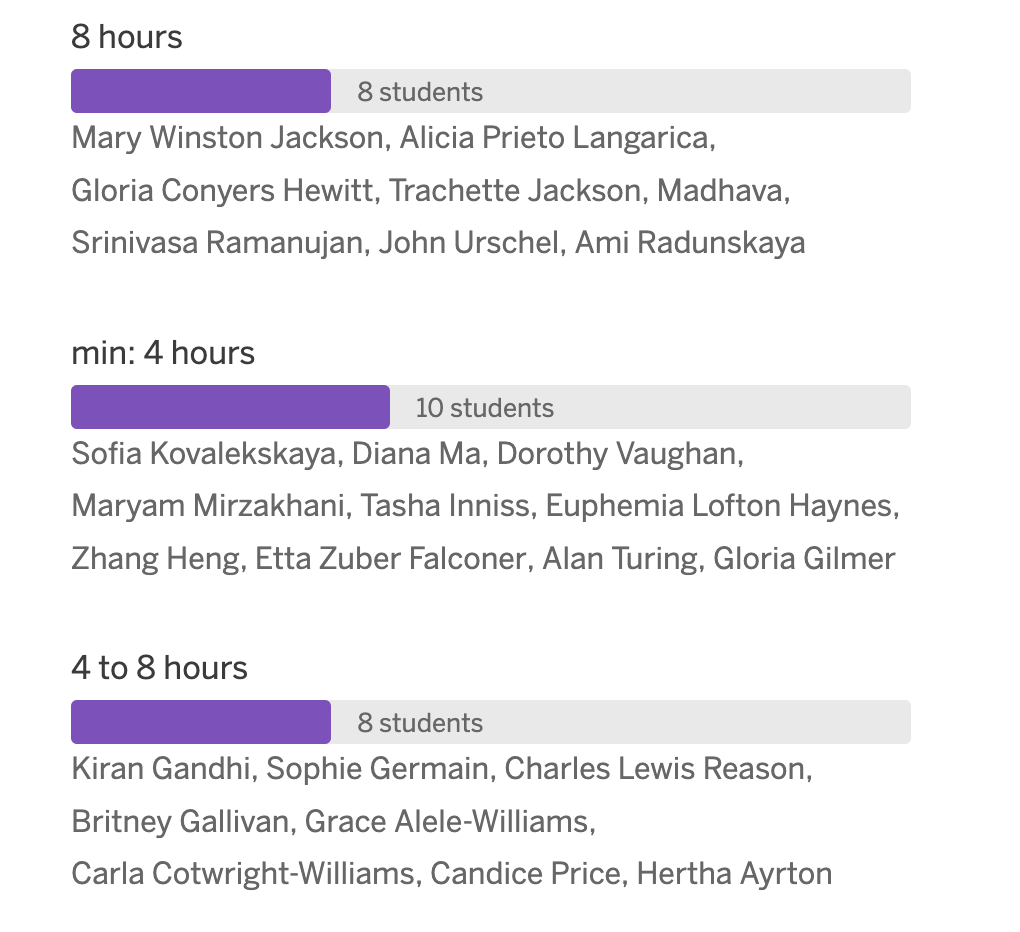 8 hours
8 students
Mary Winston Jackson, Alicia Prieto Langarica,
Gloria Conyers Hewitt, Trachette Jackson, Madhava,
Srinivasa Ramanujan, John Urschel, Ami Radunskaya
min: 4 hours
10 students
Sofia Kovalekskaya, Diana Ma, Dorothy Vaughan,
Maryam Mirzakhani, Tasha Inniss, Euphemia Lofton Haynes,
Zhang Heng, Etta Zuber Falconer, Alan Turing, Gloria Gilmer
4 to 8 hours
8 students
Kiran Gandhi, Sophie Germain, Charles Lewis Reason,
Britney Gallivan, Grace Alele-Williams,
Carla Cotwright-Williams, Candice Price, Hertha Ayrton